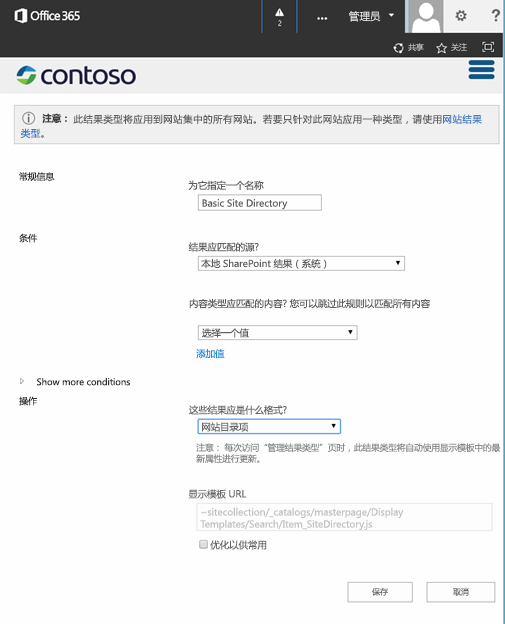 Office 365
2
...
管理员
?
共享
关注
contoso
注意： 此结果类型将应用到网站集中的所有网站。若要只针对此网站应用一种类型，请使用网站结果
类型。
常规信息
为它指定一个名称
Basic Site Directory
条件
结果应匹配的源?
本地 SharePoint 结果（系统）
内容类型应匹配的内容? 您可以跳过此规则以匹配所有内容
选择一个值
添加值
Show more conditions
操作
这些结果应是什么格式?
网站目录项
注意： 每次访问“管理结果类型”页时，此结果类型将自动使用显示模板中的最
新属性进行更新。
显示模板 URL
~sitecollection/_catalogs/masterpage/Display
Templates/Search/Item_SiteDirectory.js
优化以供常用
保存
取消